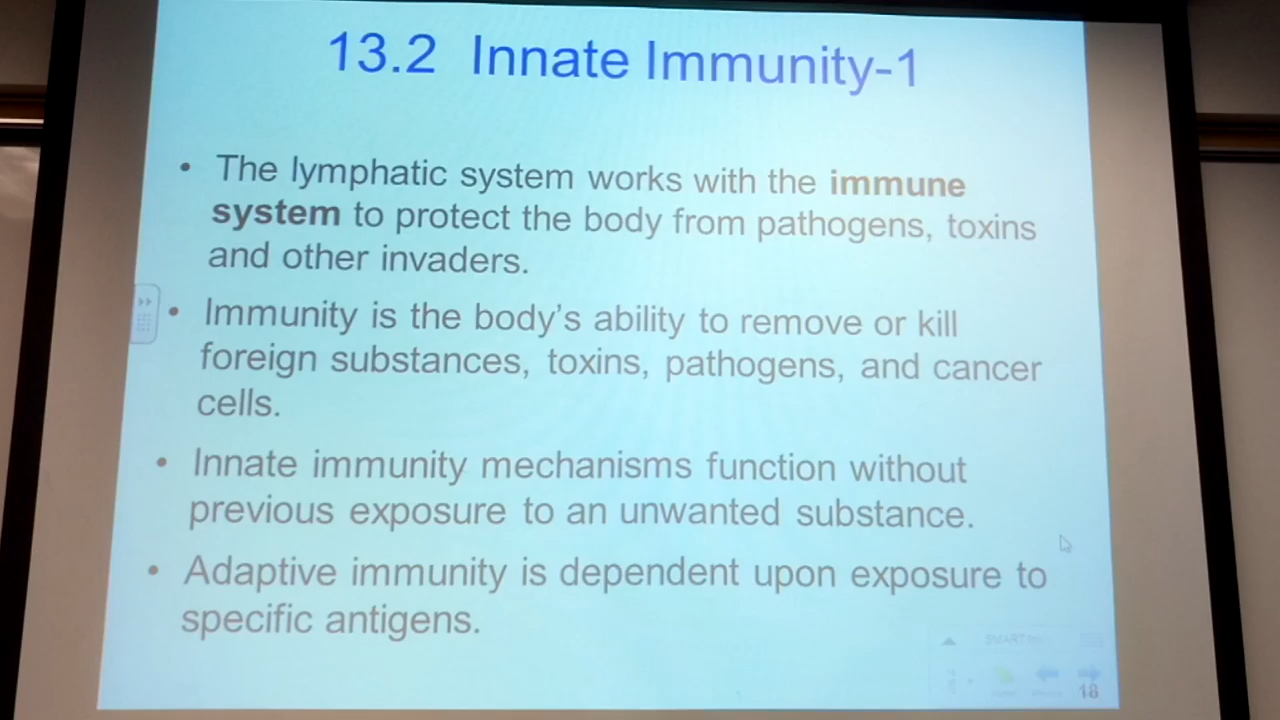 13.2 Innate Immunity-1
• The lymphatic system works with the immune
system to protect the body from pathogens, toxins
and other invaders.
• Immunity is the body's ability to remove or kill
foreign substances, toxins, pathogens, and cancer
cells.
• Innate immunity mechanisms function without
previous exposure to an unwanted substance.
• Adaptive immunity is dependent upon exposure to
specific antigens.
SMART
18